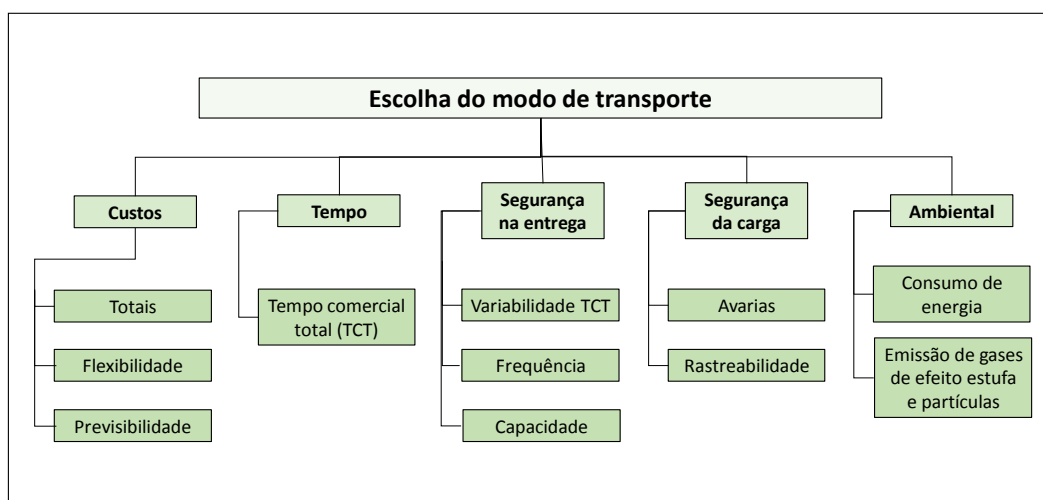 Escolha do modo de transporte
Custos
Tempo
Segurança
na entrega
Segurança
da carga
Ambiental
Totais
Flexibilidade
Previsibilidade
Tempo comercial
total (TCT)
Variabilidade TCT
Frequência
Capacidade
Avarias
Rastreabilidade
Consumo de
energia
Emissão de gases
de efeito estufa
e partículas